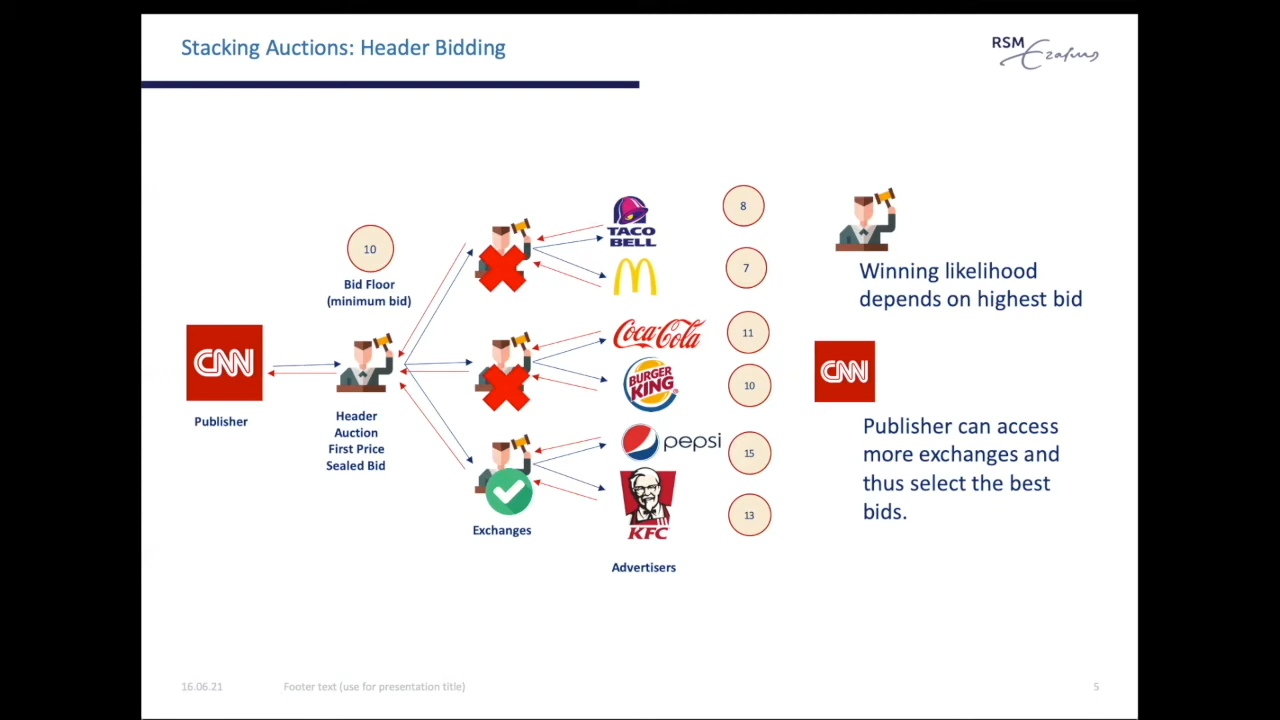 Stacking Auctions: Header Bidding
RSM
Erasmus
10
Bid Floor
(minimum bid)
CNN
Publisher
Header
Auction
First Price
Sealed Bid
Exchanges
TACO
BELL
8
7
Coca-Cola
11
BURGER
KING
10
pepsi
15
KFC
13
Advertisers
Winning likelihood
depends on highest bid
CNN
Publisher can access
more exchanges and
thus select the best
bids.
16.06.21
Footer text (use for presentation title)
5